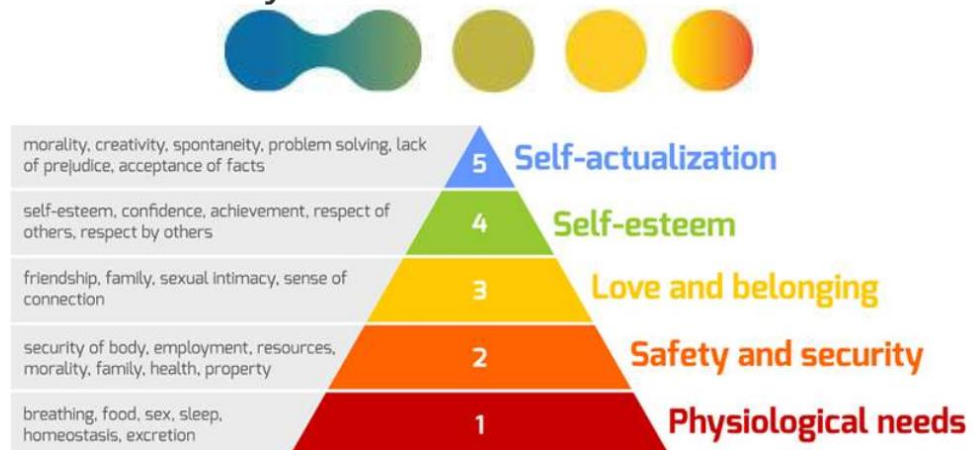 morality, creativity, spontaneity, problem solving, lack
of prejudice, acceptance of facts
5
Self-actualization
self-esteem, confidence, achievement, respect of
others, respect by others
4
Self-esteem
friendship, family, sexual intimacy, sense of
connection
3
Love and belonging
security of body, employment, resources,
morality, family, health, property
2
Safety and security
breathing, food, sex, sleep,
homeostasis, excretion
1
Physiological needs